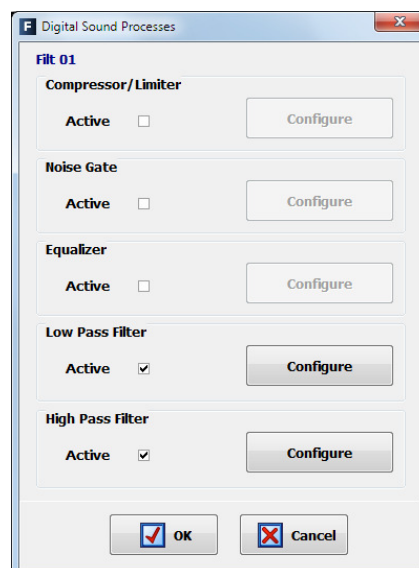 F Digital Sound Processes x
Filt 01
Compressor/Limiter
Active Configure
Noise Gate
Active Configure
Equalizer
Active Configure
Low Pass Filter
Active Configure
High Pass Filter
Active Configure
OK Cancel